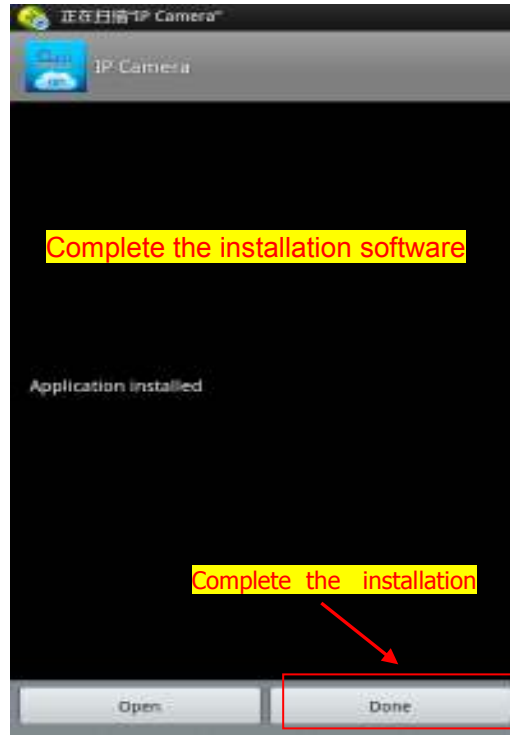 正在扫描"IP Camera"
IP Camera
Complete the installation software
Application installed
Complete the installation
Open
Done